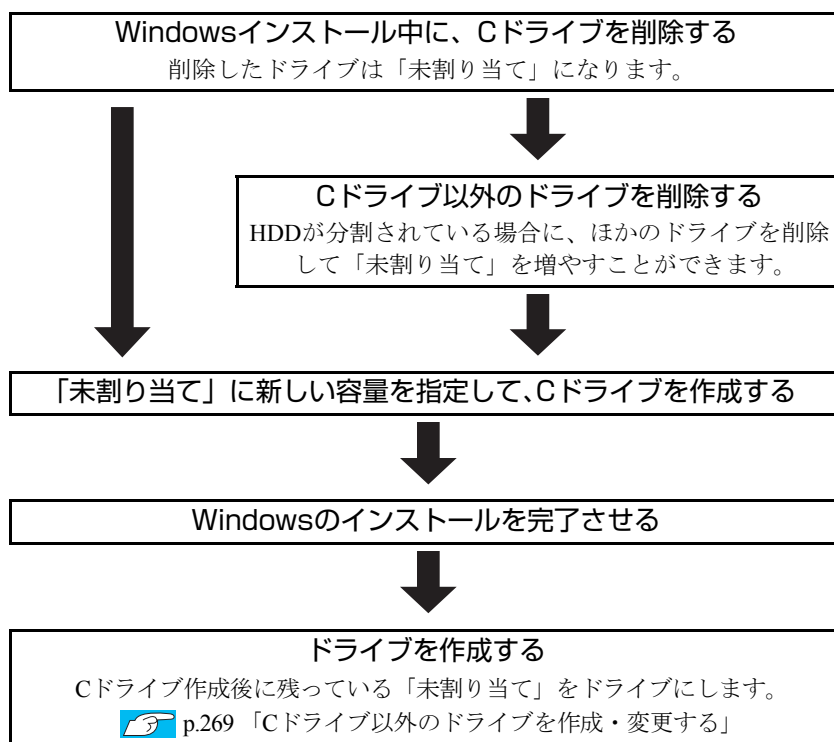 Windowsインストール中に、Cドライブを削除する
削除したドライブは「未割り当て」になります。
Cドライブ以外のドライブを削除する
HDDが分割されている場合に、ほかのドライブを削除
して「未割り当て」を増やすことができます。
「未割り当て」に新しい容量を指定して、Cドライブを作成する
Windowsのインストールを完了させる
ドライブを作成する
Cドライブ作成後に残っている「未割り当て」をドライブにします。
p.269 「Cドライブ以外のドライブを作成・変更する」